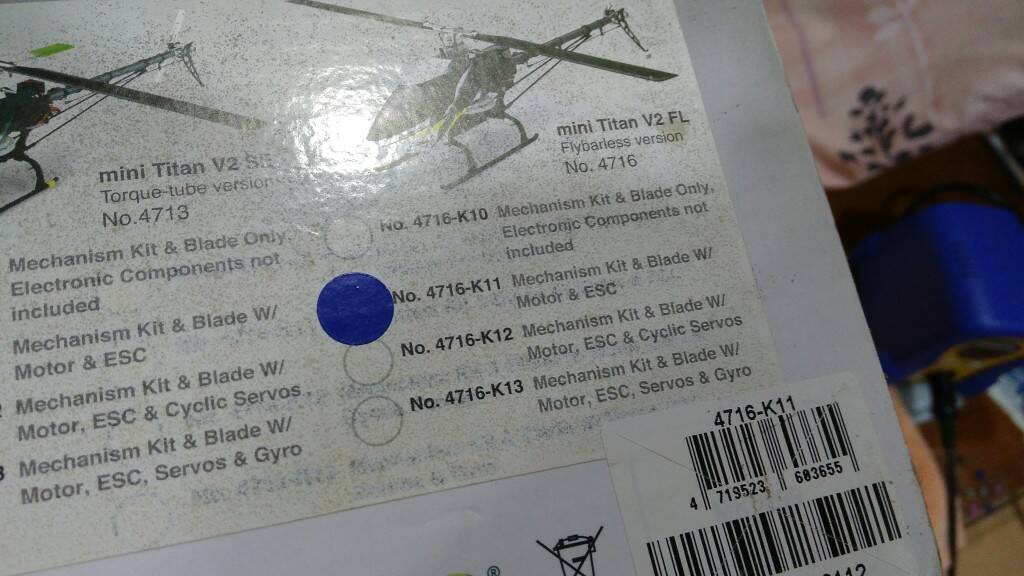 mini Titan V2
Torque-tube version
No.4713
Mechanism Kit & Blade Only,
Electronic Components not
included
Mechanism Kit & Blade W/
Motor & ESC
Mechanism Kit & Blade W/
Motor, ESC & Cyclic Servos
Mechanism Kit & Blade W/
Motor, ESC, Servos & Gyro
mini Titan V2 FL
Flybarless version
No. 4716
No. 4716-K10 Mechanism Kit & Blade Only,
Electronic Components not
included
No. 4716-K11 Mechanism Kit & Blade W/
Motor & ESC
No. 4716-K12 Mechanism Kit & Blade W/
Motor, ESC & Cyclic Servos
No. 4716-K13 Mechanism Kit & Blade W/
Motor, ESC, Servos & Gyro
4716-K11
4 719523 683655
®